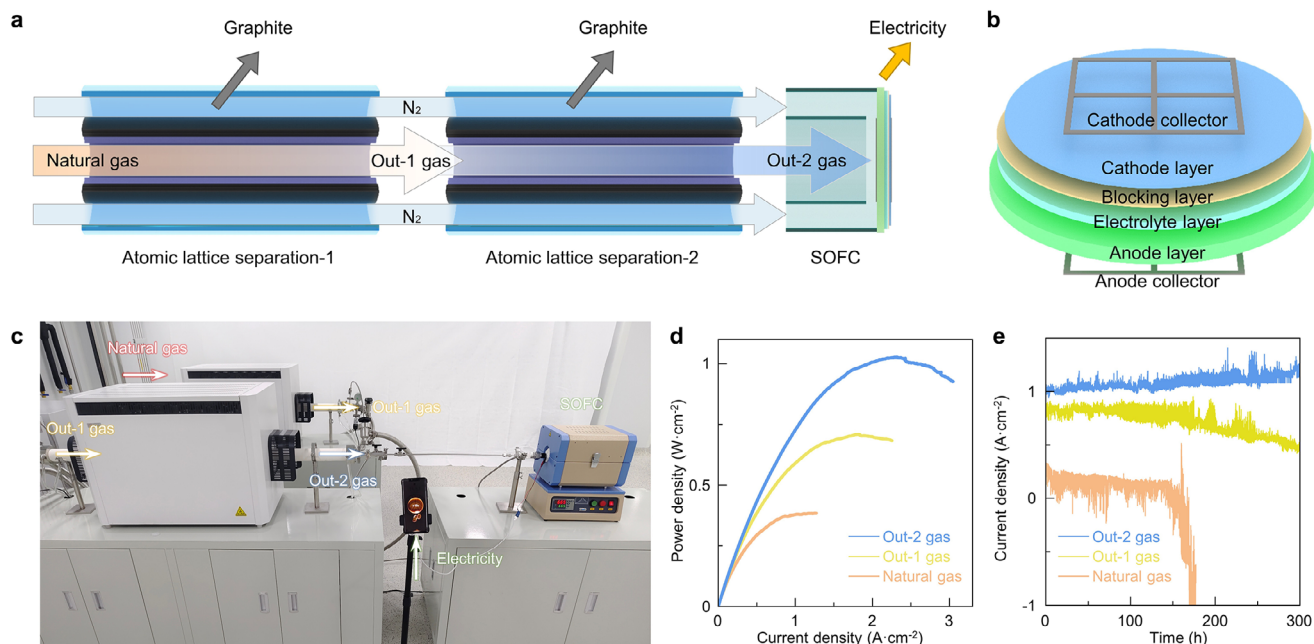 a
Graphite
Graphite
Electricity
N₂
Natural gas
Out-1 gas
Out-2 gas
N₂
Atomic lattice separation-1
Atomic lattice separation-2
SOFC
b
Cathode collector
Cathode layer
Blocking layer
Electrolyte layer
Anode layer
Anode collector
c
Natural gas
Out-1 gas
Out-1 gas
Out-2 gas
SOFC
Electricity
d
Power density (W·cm⁻²)
1
0.5
0
Out-2 gas
Out-1 gas
Natural gas
0 1 2 3
Current density (A·cm⁻²)
e
Current density (A·cm⁻²)
1
0
-1
Out-2 gas
Out-1 gas
Natural gas
0 100 200 300
Time (h)